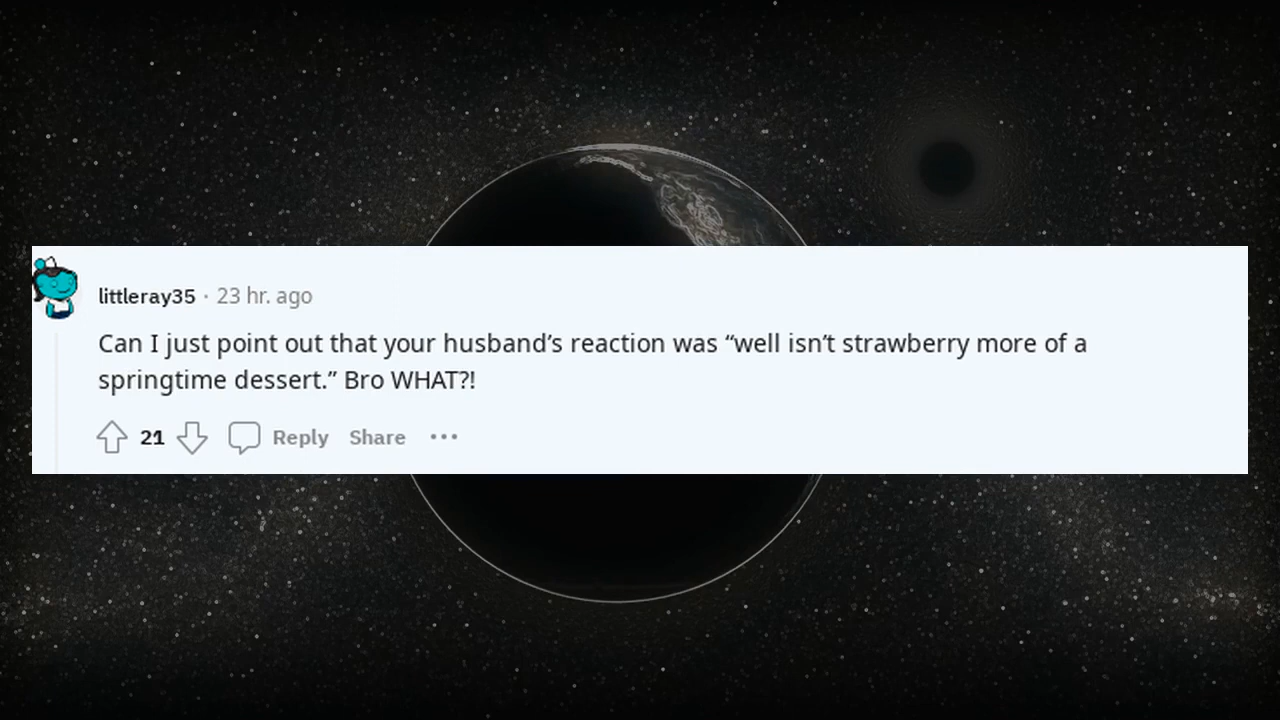 littleray35 · 23 hr. ago
Can I just point out that your husband’s reaction was “well isn’t strawberry more of a
springtime dessert.” Bro WHAT?!
21 Reply Share •••